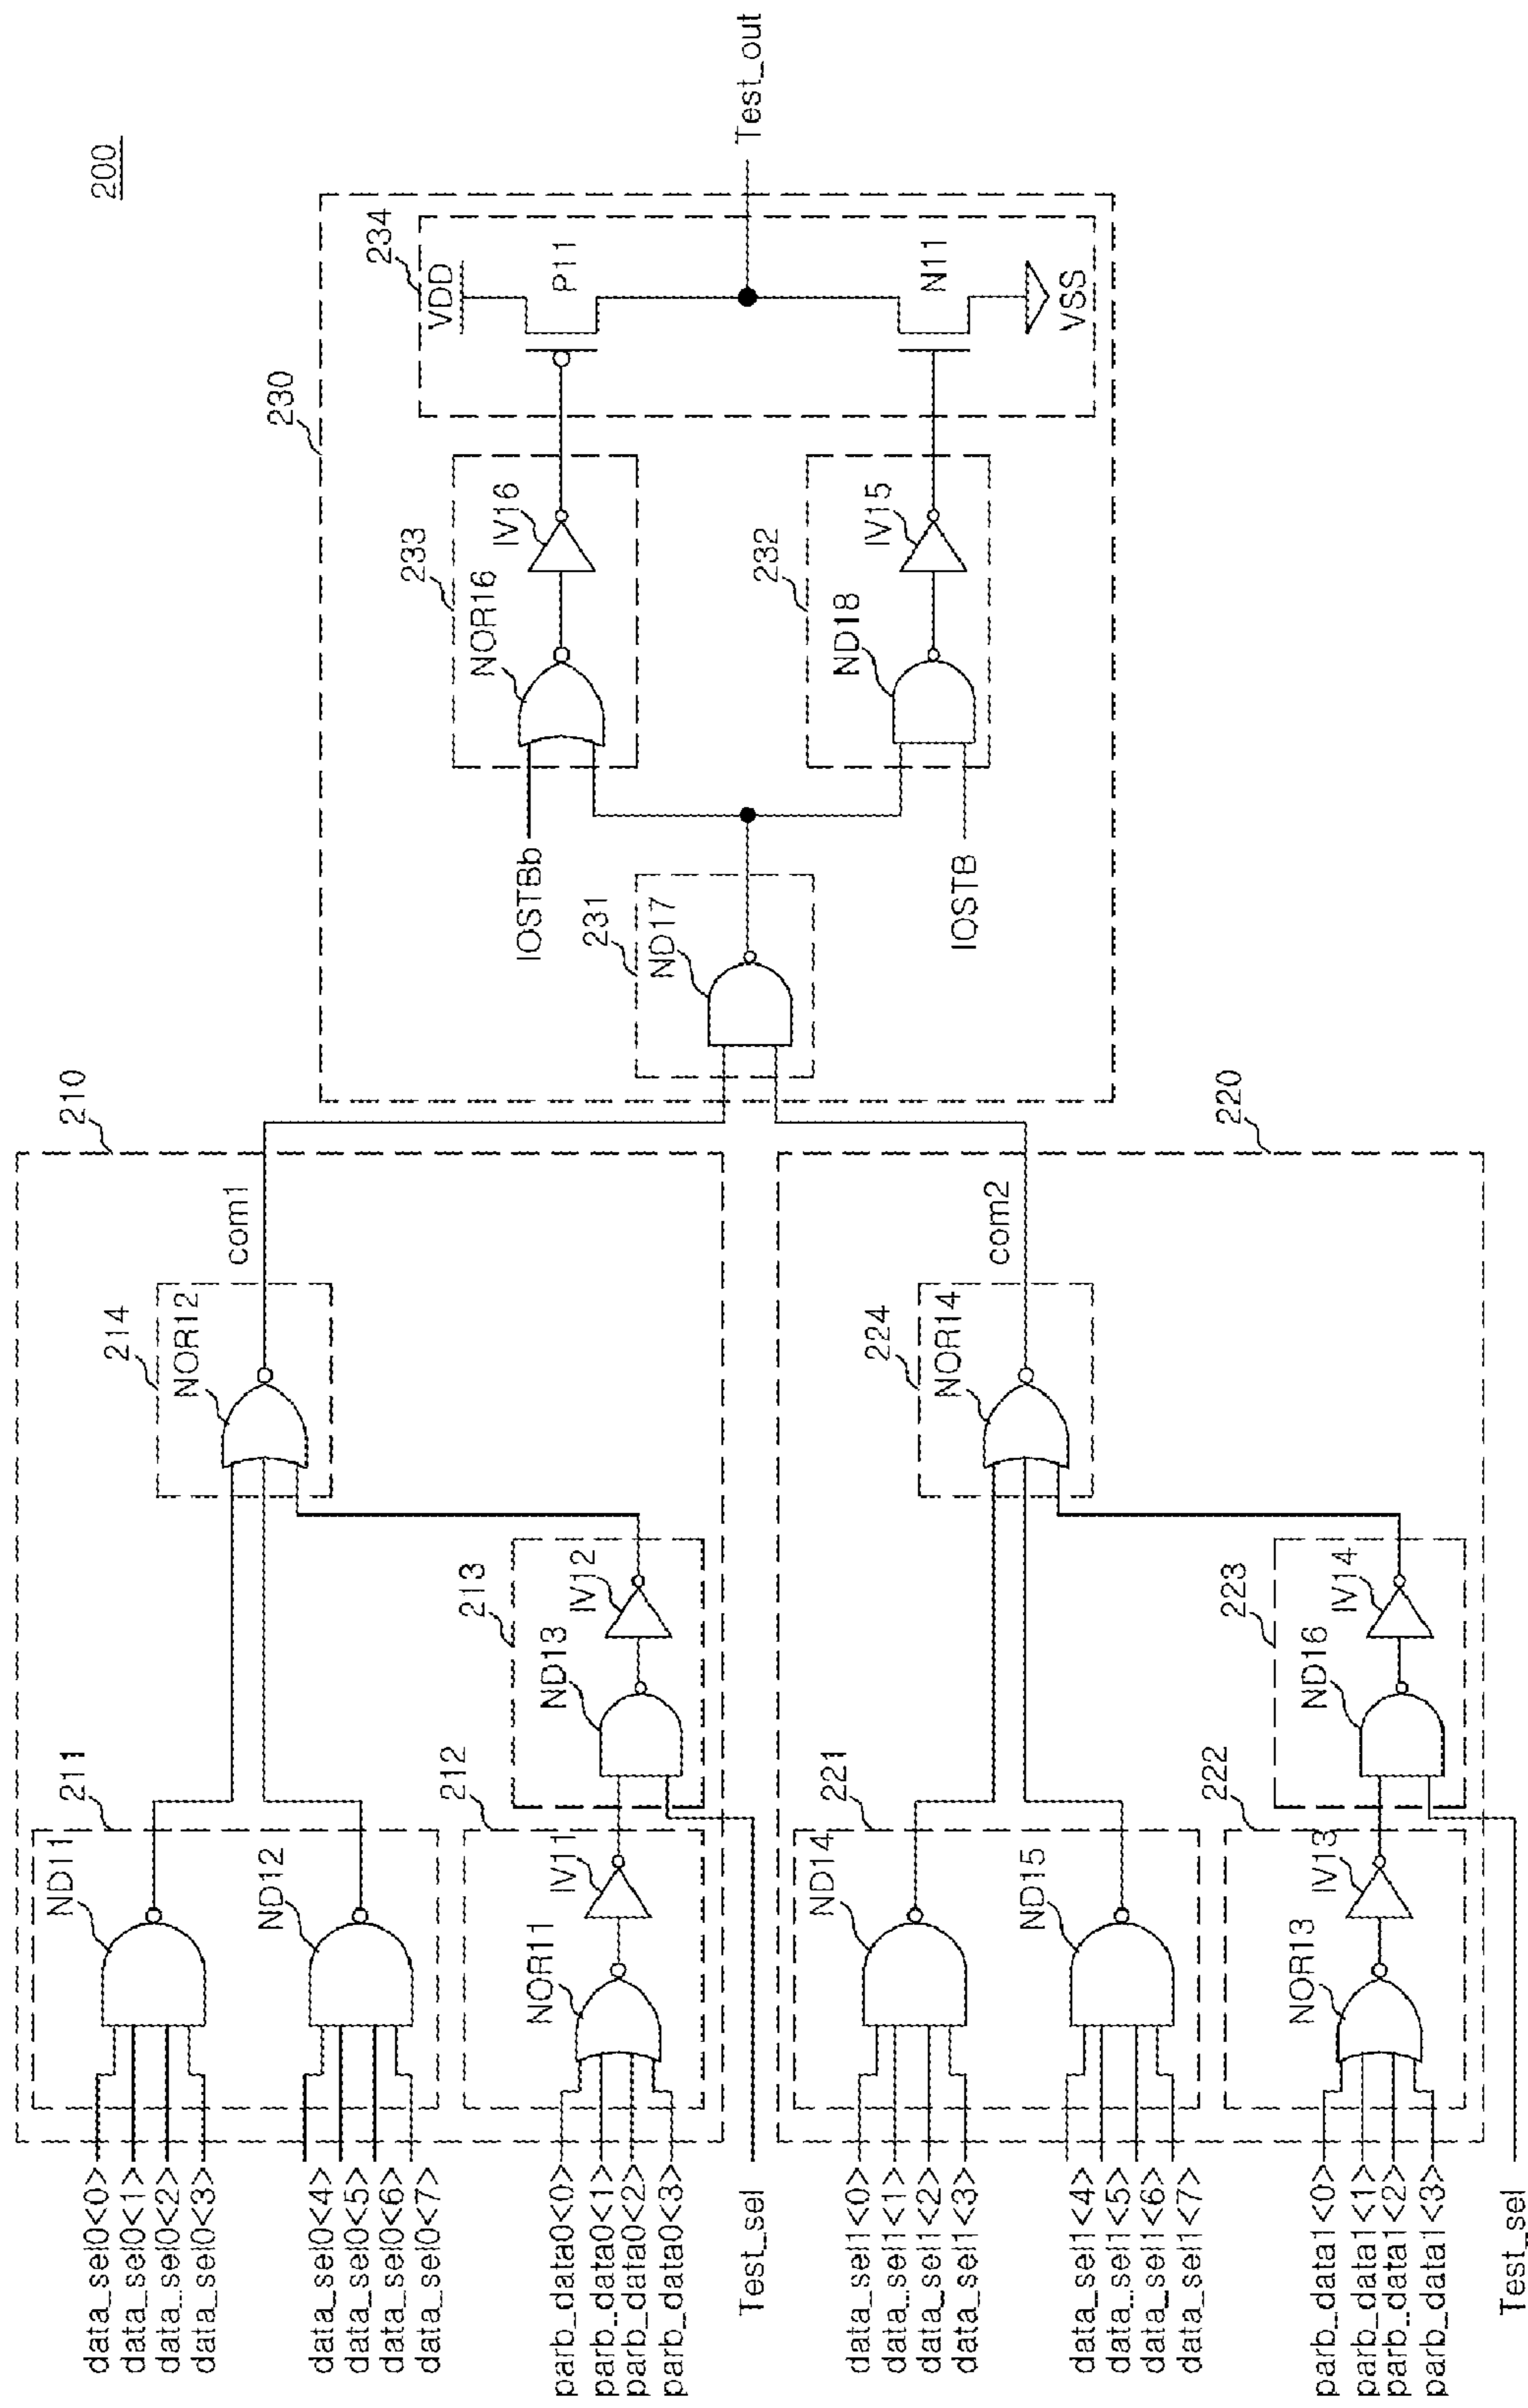 200
210
211
ND11
data_sel0<0>
data_sel0<1>
data_sel0<2>
data_sel0<3>
ND12
data_sel0<4>
data_sel0<5>
data_sel0<6>
data_sel0<7>
212
NOR11
IV11
parb_data0<0>
parb_data0<1>
parb_data0<2>
parb_data0<3>
Test_sel
213
ND13
IV12
214
NOR12
com1
220
221
ND14
data_sel1<0>
data_sel1<1>
data_sel1<2>
data_sel1<3>
ND15
data_sel1<4>
data_sel1<5>
data_sel1<6>
data_sel1<7>
222
NOR13
IV13
parb_data1<0>
parb_data1<1>
parb_data1<2>
parb_data1<3>
Test_sel
223
ND16
IV14
224
NOR14
com2
230
231
ND17
IOSTBb
233
NOR16
IV16
IOSTB
232
ND18
IV15
234
VDD
P11
N11
VSS
Test_out